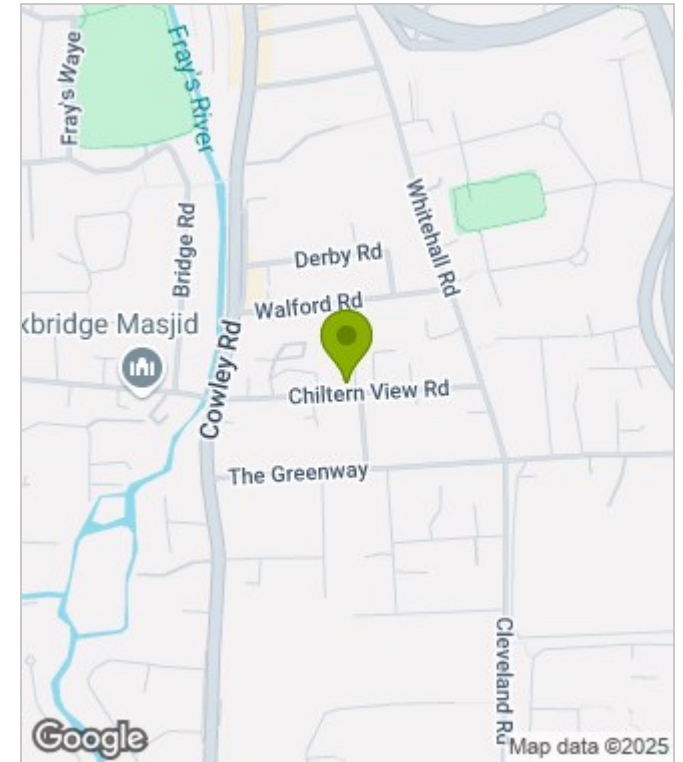 Fray's Waye
Fray's River
Bridge Rd
Whitehall Rd
Derby Rd
Walford Rd
xbridge Masjid
Cowley Rd
Chiltern View Rd
The Greenway
Cleveland Rd
Google
Map data ©2025